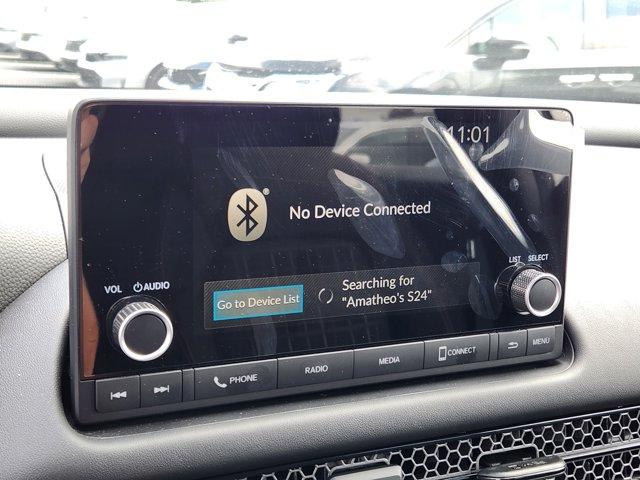 11:01
No Device Connected
Go to Device List
Searching for
"Amatheo's S24"
VOL AUDIO
LIST SELECT
PHONE
RADIO
MEDIA
CONNECT
MENU